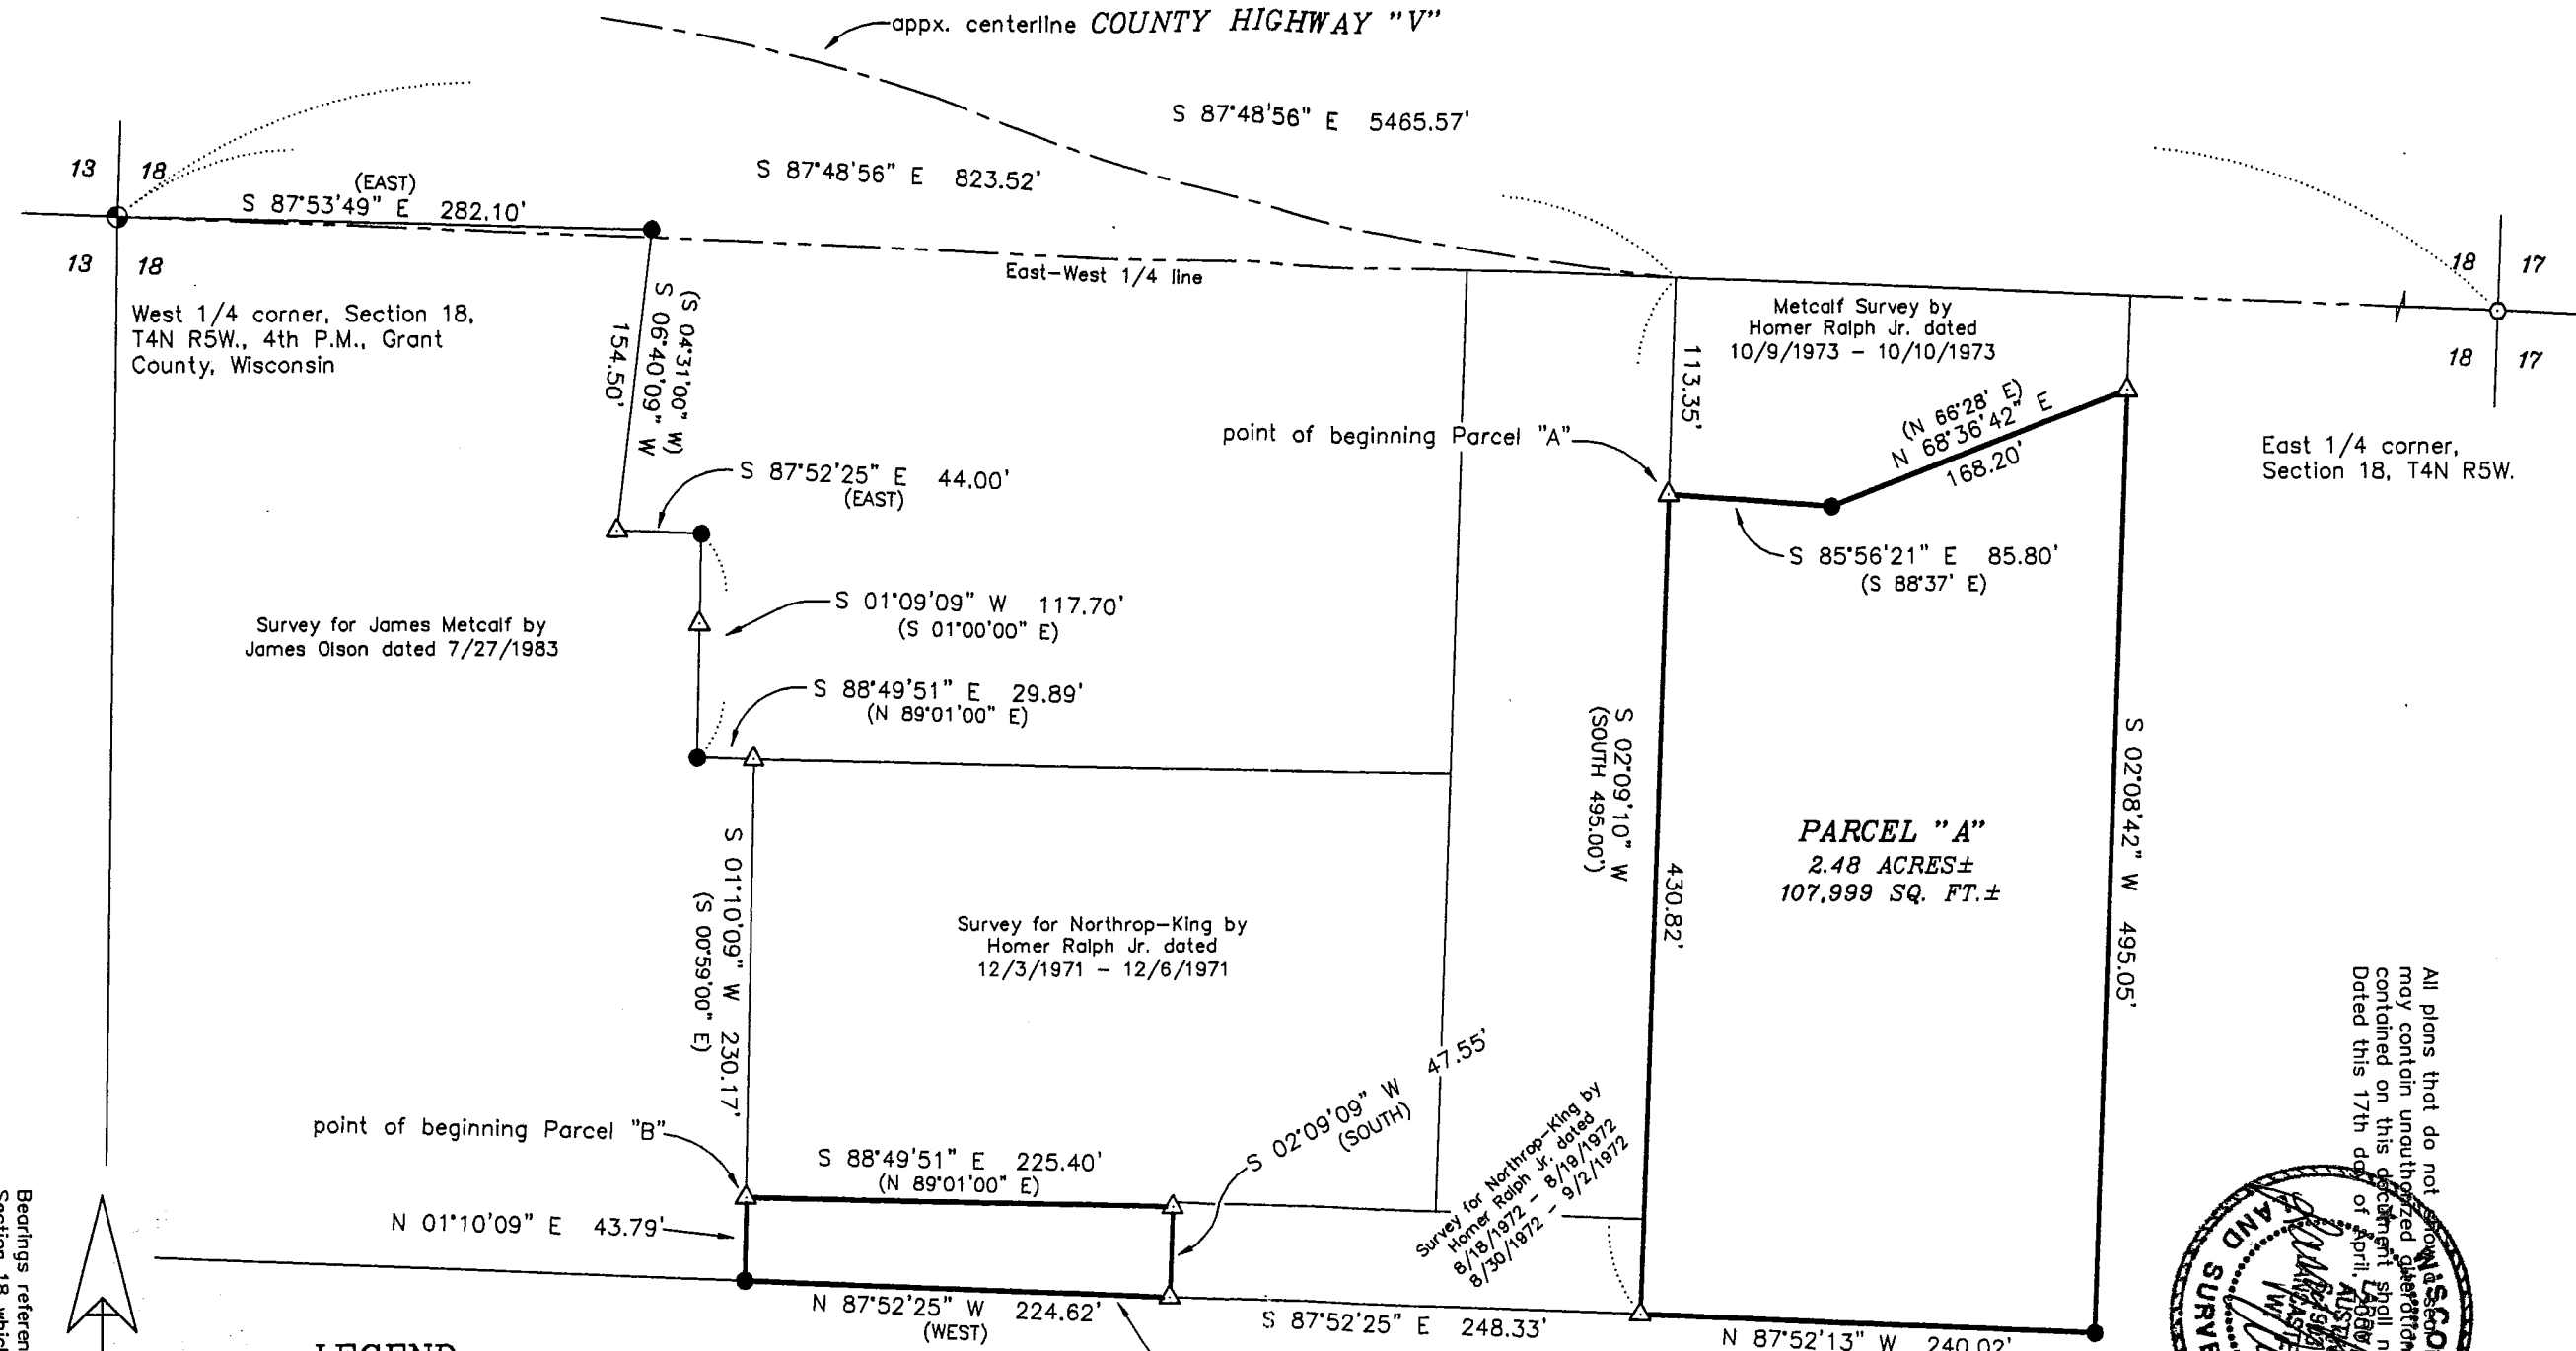 appx. centerline COUNTY HIGHWAY "V"
S 87°48'56" E 5465.57'
S 87°48'56" E 823.52'
13 18
(EAST)
S 87°53'49" E 282.10'
13 18
East-West 1/4 line
18 17
18 17
West 1/4 corner, Section 18,
T4N R5W., 4th P.M., Grant
County, Wisconsin
(S 04°31'00" W)
S 06°40'09" W
154.50'
Metcalf Survey by
Homer Ralph Jr. dated
10/9/1973 - 10/10/1973
113.35'
(N 66°28' E)
N 68°36'42" E
168.20'
point of beginning Parcel "A"
East 1/4 corner,
Section 18, T4N R5W.
S 87°52'25" E 44.00'
(EAST)
S 85°56'21" E 85.80'
(S 88°37' E)
S 01°09'09" W 117.70'
(S 01°00'00" E)
Survey for James Metcalf by
James Olson dated 7/27/1983
S 88°49'51" E 29.89'
(N 89°01'00" E)
S 02°09'10" W 430.82'
(SOUTH 495.00')
S 02°08'42" W 495.05'
PARCEL "A"
2.48 ACRES±
107,999 SQ. FT.±
S 01°10'09" W 230.17'
(S 00°59'00" E)
Survey for Northrop-King by
Homer Ralph Jr. dated
12/3/1971 - 12/6/1971
S 02°09'09" W 47.55'
(SOUTH)
Survey for Northrop-King by
Homer Ralph Jr. dated
8/18/1972 - 8/19/1972
8/30/1972 - 9/2/1972
point of beginning Parcel "B"
S 88°49'51" E 225.40'
(N 89°01'00" E)
N 01°10'09" E 43.79'
N 87°52'25" W 224.62'
(WEST)
S 87°52'25" E 248.33'
N 87°52'13" W 240.02'
LEGEND
Bearings referen
Section 18 which
All plans that do not
may contain unauthorized
contained on this document shall n
Dated this 17th day of April,
WISCO
LAND SURVE